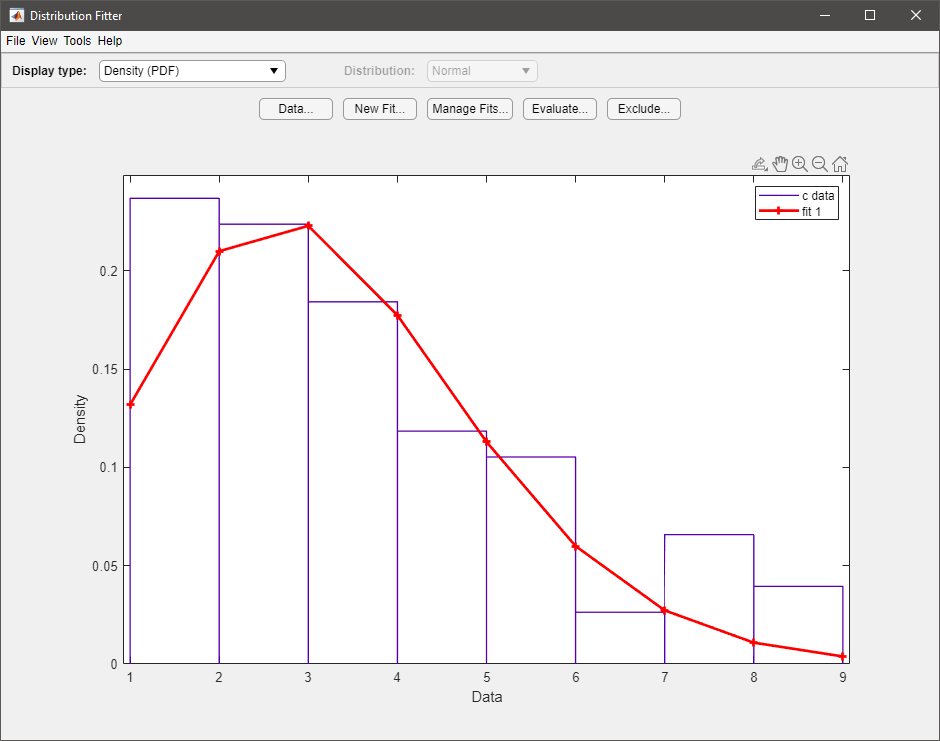 Distribution Fitter
File View Tools Help
Display type: Density (PDF) Distribution: Normal
Data... New Fit... Manage Fits... Evaluate... Exclude...
c data
fit 1
0.2
0.15
0.1
0.05
0
Density
1 2 3 4 5 6 7 8 9
Data